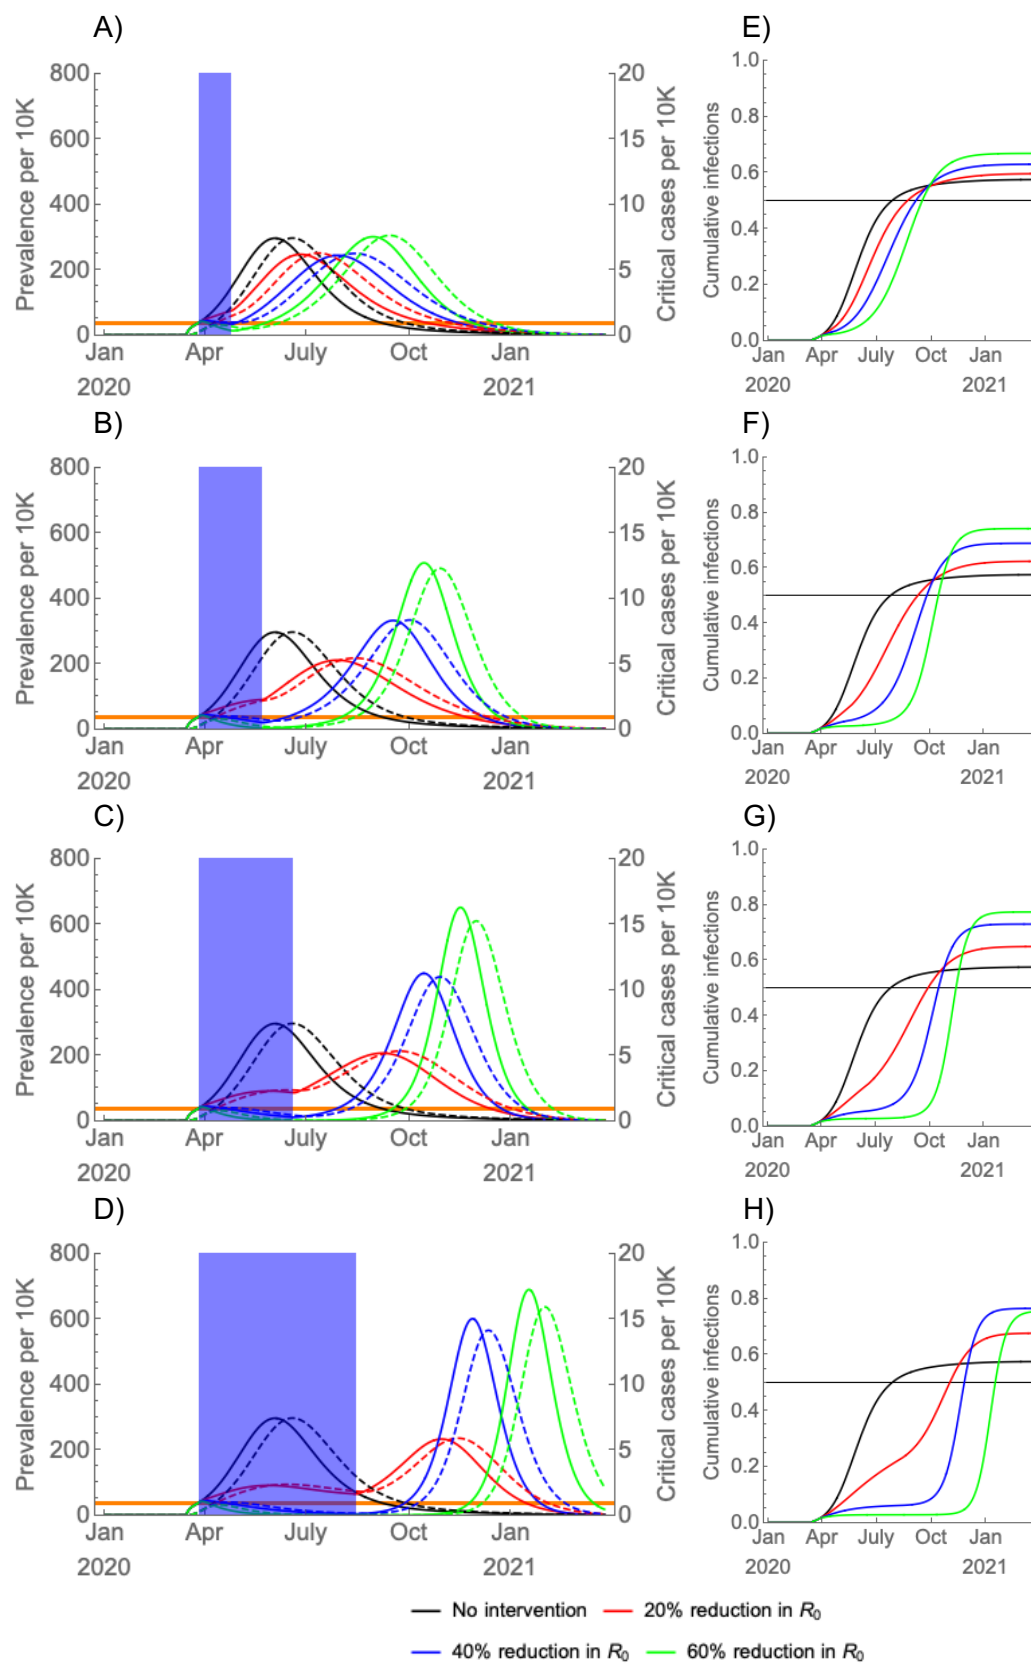 A)
Prevalence per 10K
800
600
400
200
0
20
15
10
5
0
Critical cases per 10K
Jan
Apr
July
Oct
Jan
2020
2021
E)
Cumulative infections
1.0
0.8
0.6
0.4
0.2
0.0
Jan
Apr
July
Oct
Jan
2020
2021
B)
Prevalence per 10K
800
600
400
200
0
20
15
10
5
0
Critical cases per 10K
Jan
Apr
July
Oct
Jan
2020
2021
F)
Cumulative infections
1.0
0.8
0.6
0.4
0.2
0.0
Jan
Apr
July
Oct
Jan
2020
2021
C)
Prevalence per 10K
800
600
400
200
0
20
15
10
5
0
Critical cases per 10K
Jan
Apr
July
Oct
Jan
2020
2021
G)
Cumulative infections
1.0
0.8
0.6
0.4
0.2
0.0
Jan
Apr
July
Oct
Jan
2020
2021
D)
Prevalence per 10K
800
600
400
200
0
20
15
10
5
0
Critical cases per 10K
Jan
Apr
July
Oct
Jan
2020
2021
H)
Cumulative infections
1.0
0.8
0.6
0.4
0.2
0.0
Jan
Apr
July
Oct
Jan
2020
2021
No intervention
20% reduction in R₀
40% reduction in R₀
60% reduction in R₀